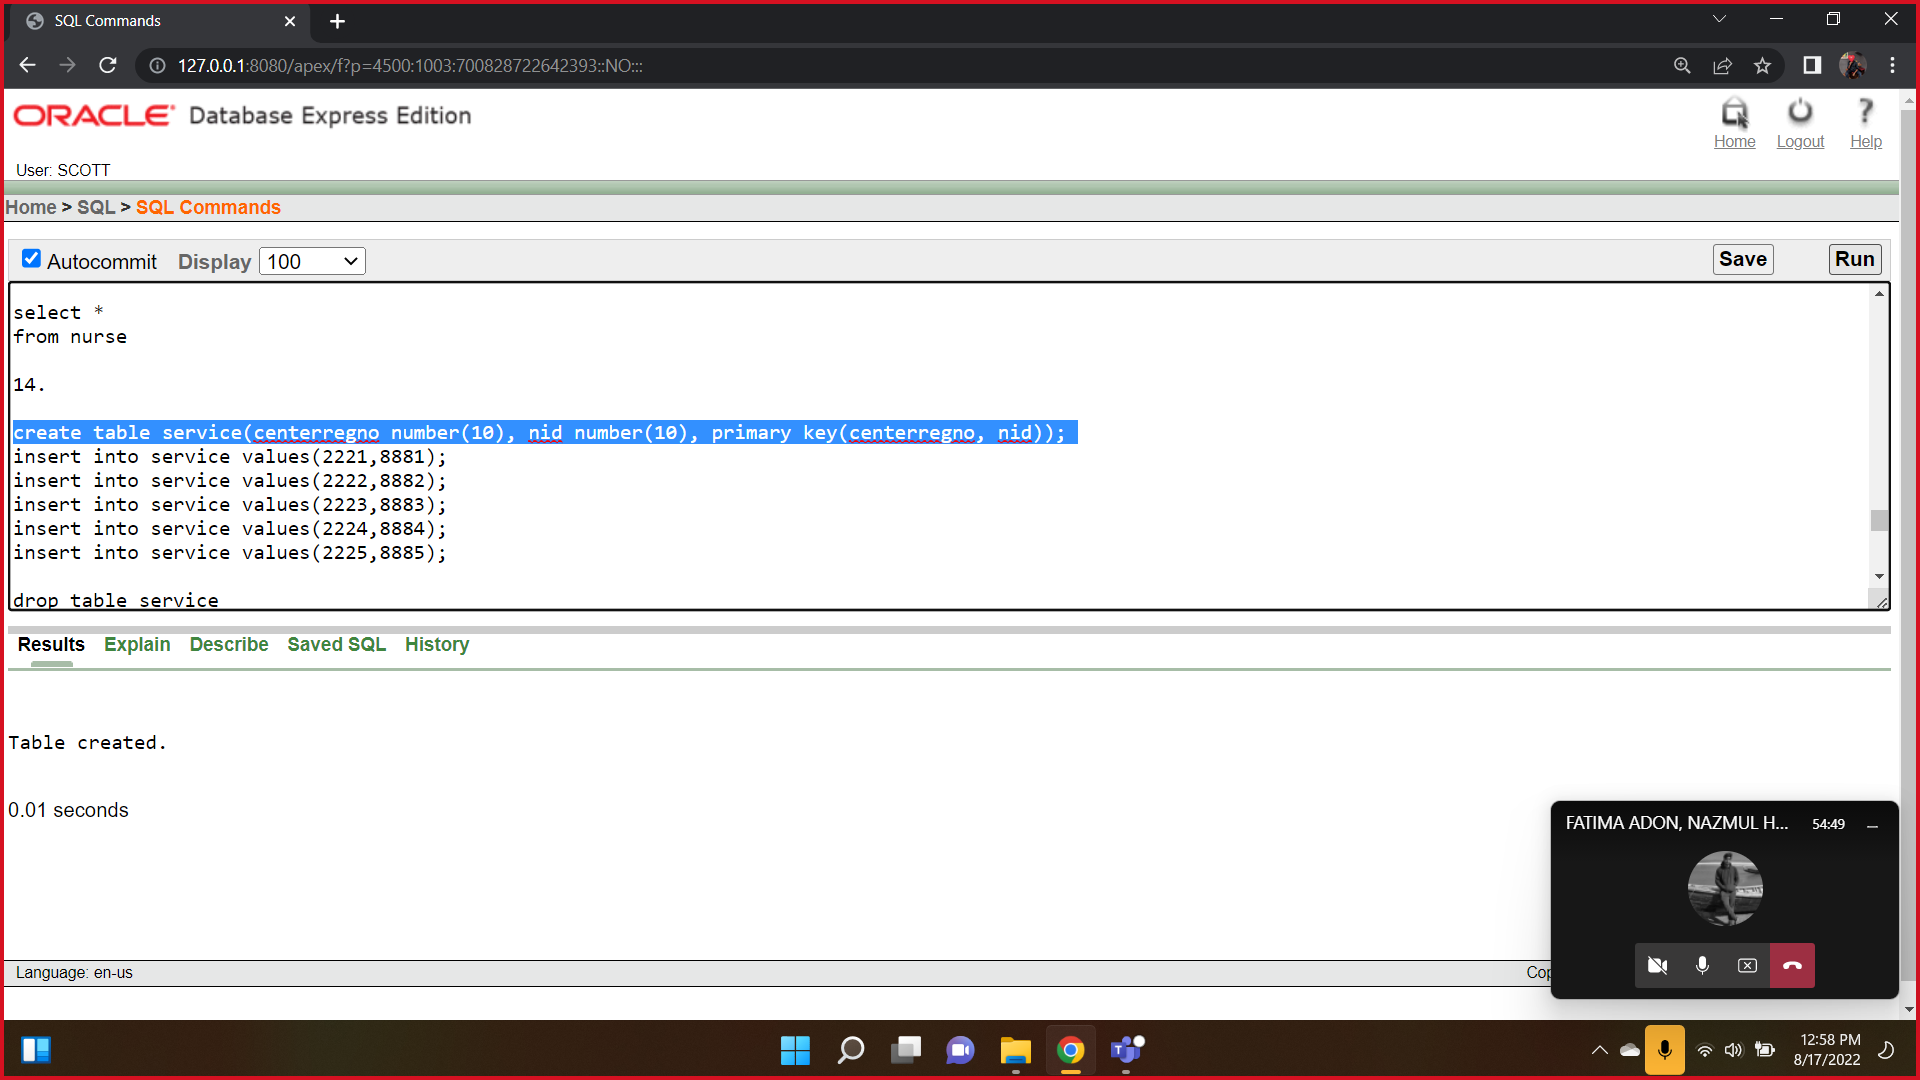 SQL Commands
127.0.0.1:8080/apex/f?p=4500:1003:700828722642393::NO:::
ORACLE Database Express Edition
Home Logout Help
User: SCOTT
Home > SQL > SQL Commands
Autocommit Display 100 Save Run
select *
from nurse
14.
create table service(centerregno number(10), nid number(10), primary key(centerregno, nid));
insert into service values(2221,8881);
insert into service values(2222,8882);
insert into service values(2223,8883);
insert into service values(2224,8884);
insert into service values(2225,8885);
drop table service
Results Explain Describe Saved SQL History
Table created.
0.01 seconds
FATIMA ADON, NAZMUL H... 54:49
Language: en-us Cop
12:58 PM
8/17/2022